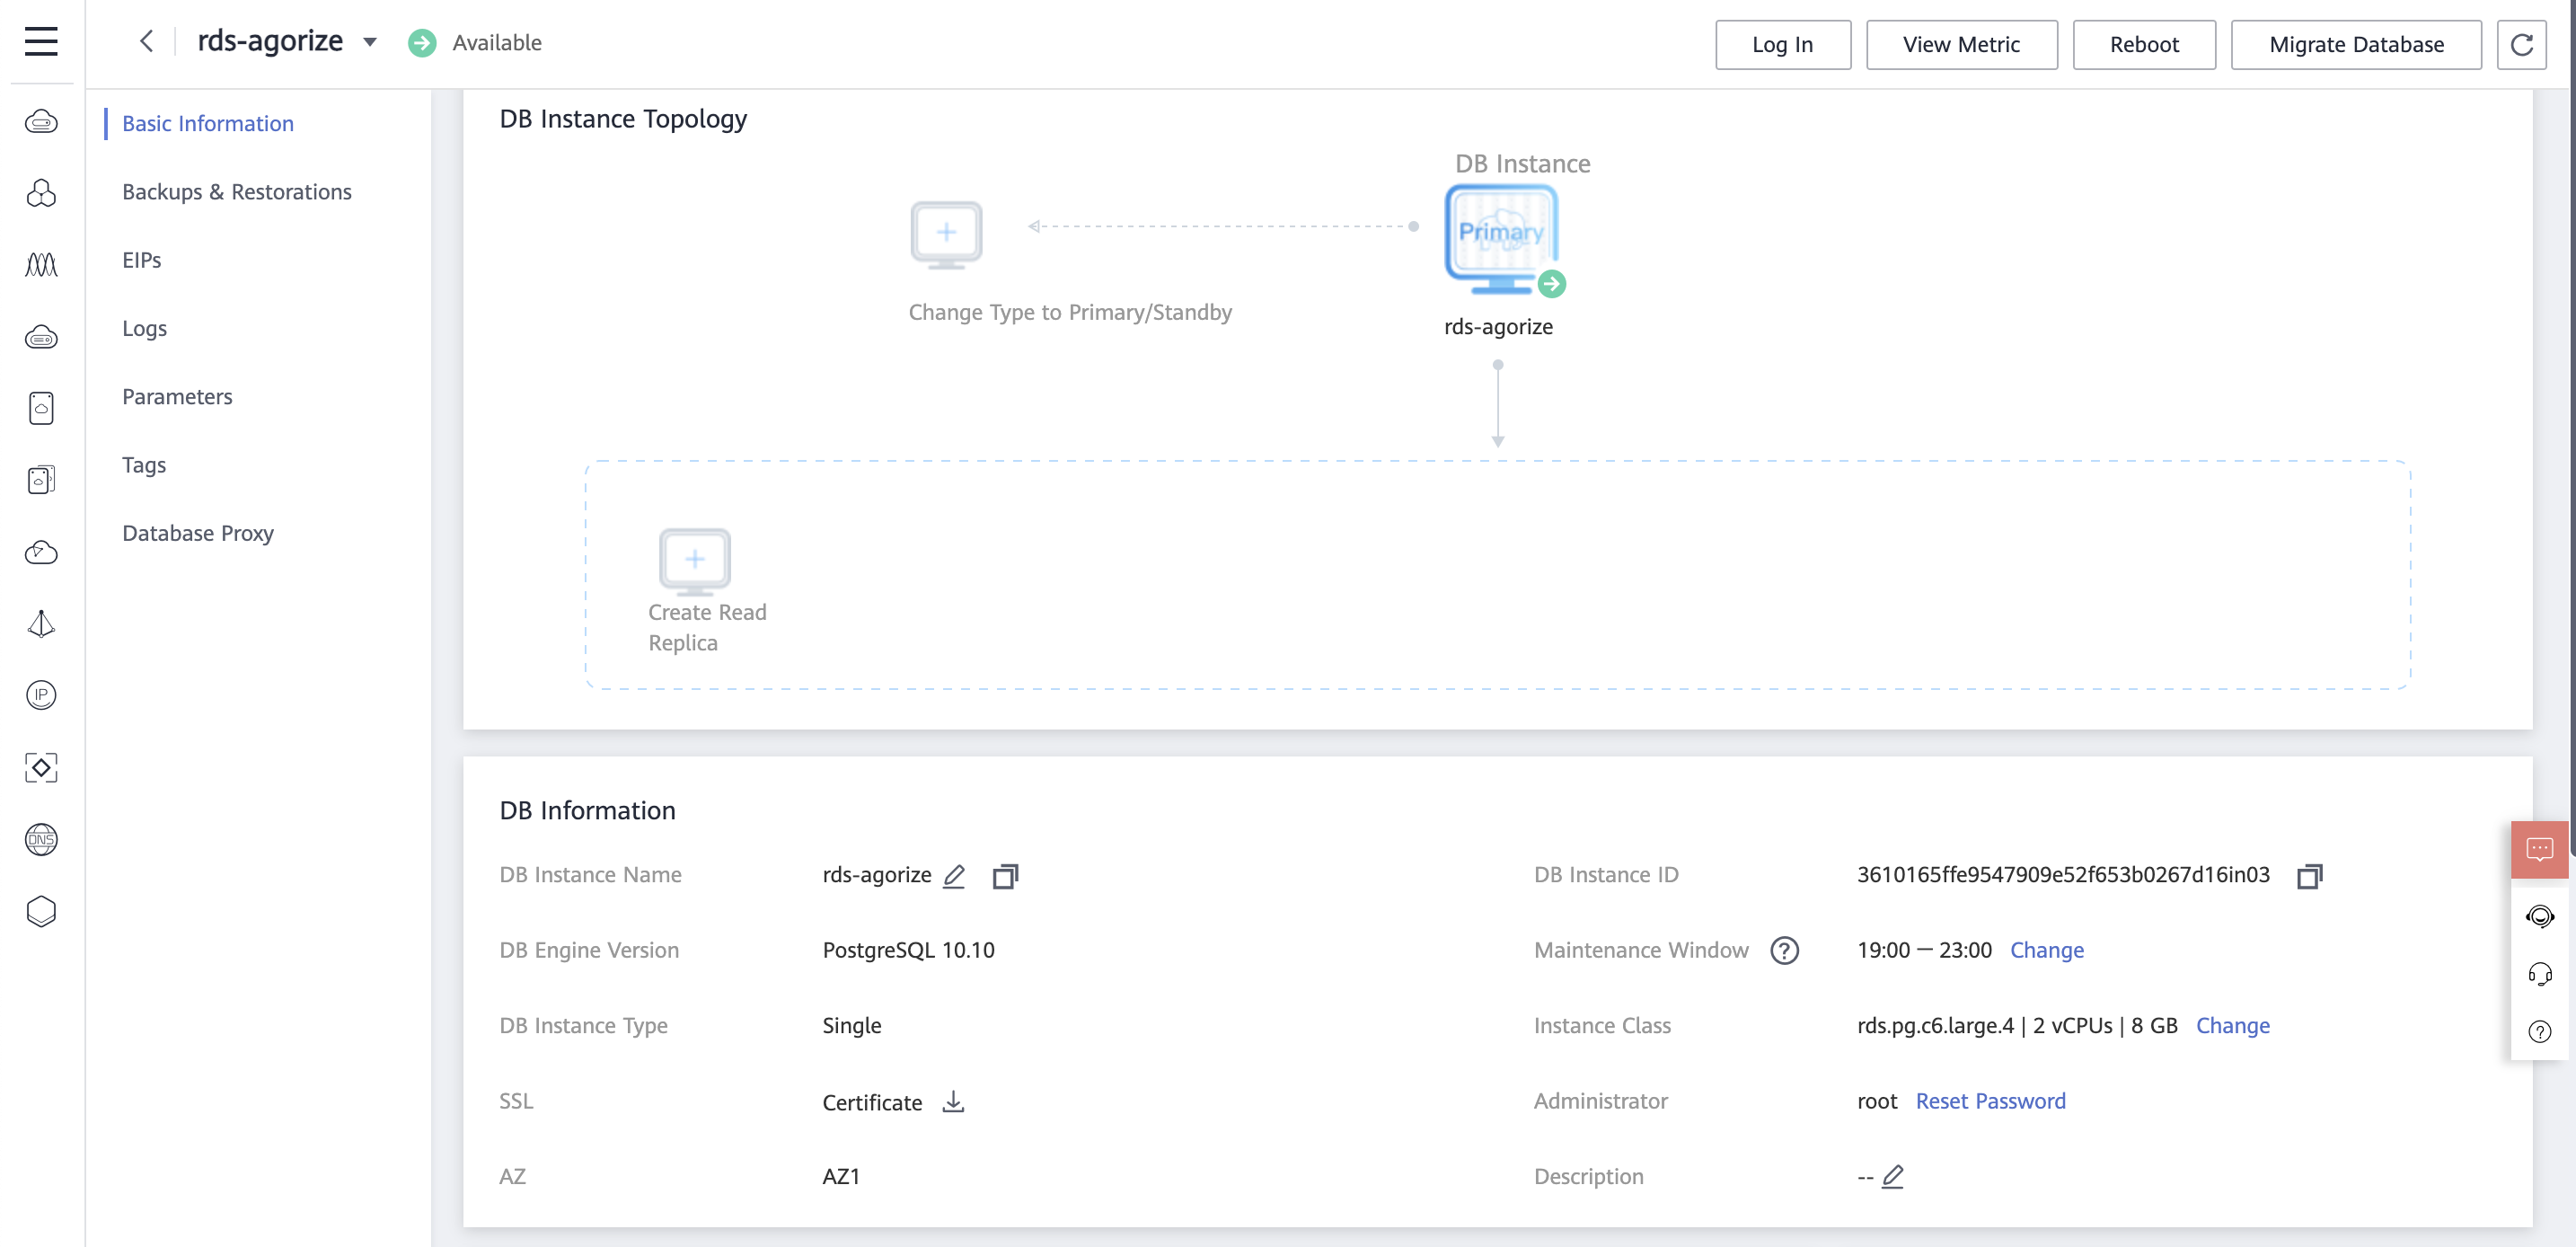 rds-agorize
Available
Log In
View Metric
Reboot
Migrate Database
Basic Information
Backups & Restorations
EIPs
Logs
Parameters
Tags
Database Proxy
DB Instance Topology
DB Instance
Primary
Change Type to Primary/Standby
rds-agorize
Create Read
Replica
IP
DNS
DB Information
DB Instance Name
rds-agorize
DB Instance ID
3610165ffe9547909e52f653b0267d16in03
DB Engine Version
PostgreSQL 10.10
Maintenance Window ?
19:00 — 23:00 Change
DB Instance Type
Single
Instance Class
rds.pg.c6.large.4 | 2 vCPUs | 8 GB Change
SSL
Certificate
Administrator
root Reset Password
AZ
AZ1
Description
--